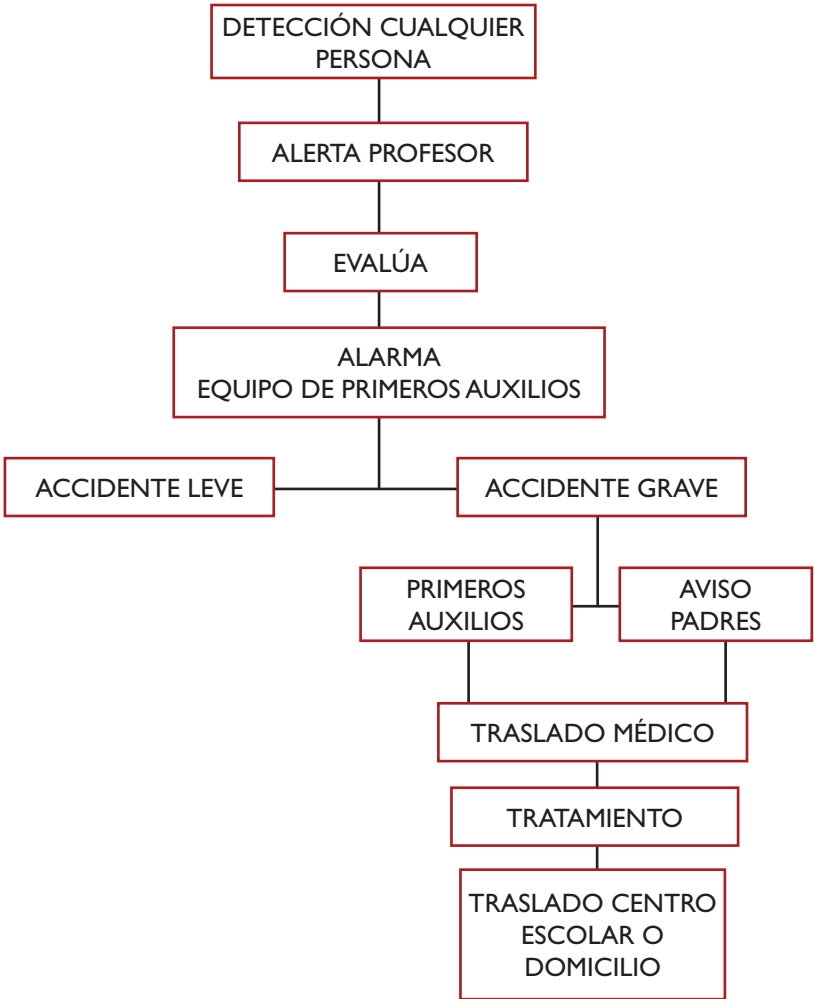 DETECCIÓN CUALQUIER
PERSONA
ALERTA PROFESOR
EVALÚA
ALARMA
EQUIPO DE PRIMEROS AUXILIOS
ACCIDENTE LEVE
ACCIDENTE GRAVE
PRIMEROS
AUXILIOS
AVISO
PADRES
TRASLADO MÉDICO
TRATAMIENTO
TRASLADO CENTRO
ESCOLAR O
DOMICILIO